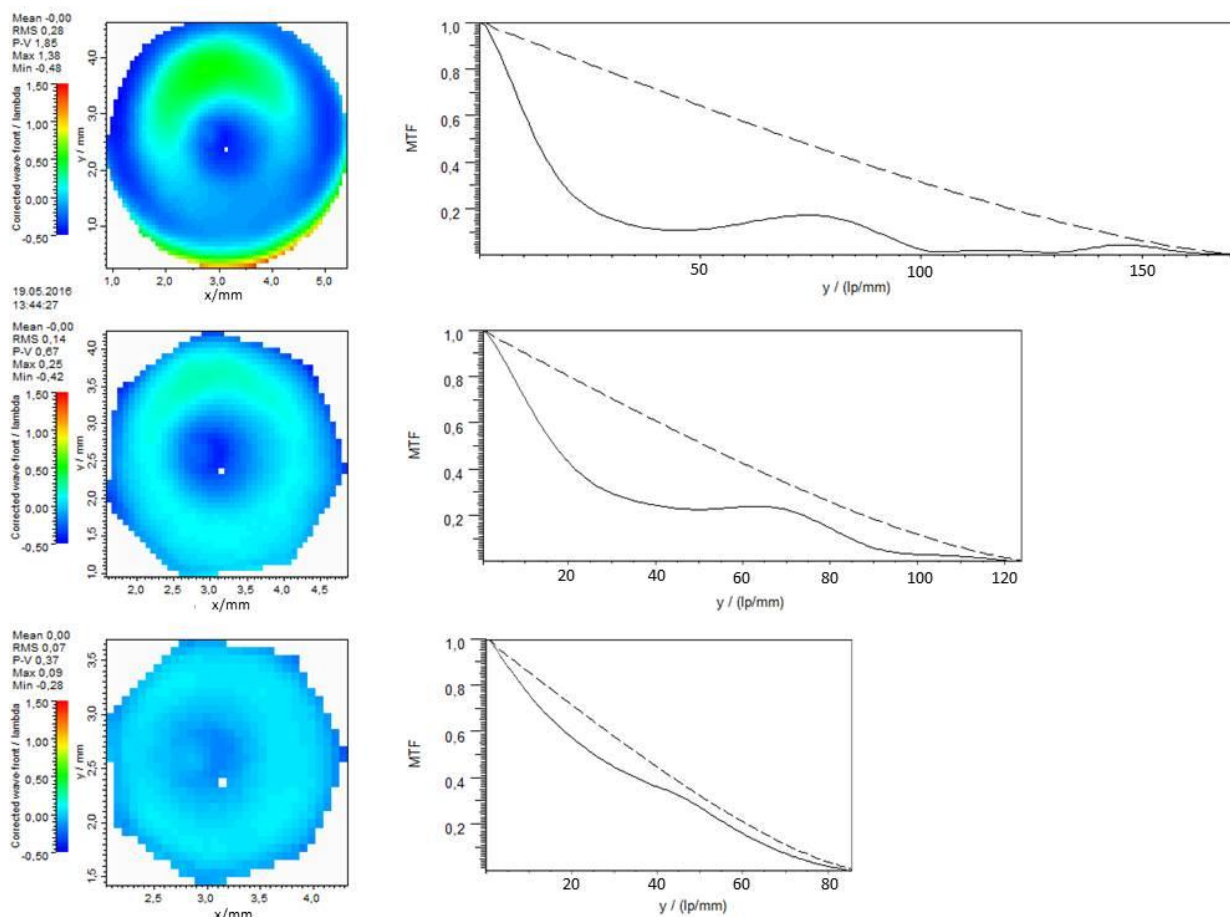 Mean -0,00
RMS 0,28
P-V 1,85
Max 1,38
Min -0,48
1,50
1,00
0,50
0,00
-0,50
Corrected wave front / lambda
y / mm
4,0
3,0
2,0
1,0
1,0 2,0 3,0 4,0 5,0
x/mm
MTF
1,0
0,8
0,6
0,4
0,2
50 100 150
y / (lp/mm)
19.05.2016
13:44:27
Mean -0,00
RMS 0,14
P-V 0,67
Max 0,25
Min -0,42
1,50
1,00
0,50
0,00
-0,50
Corrected wave front / lambda
y / mm
4,0
3,5
3,0
2,5
2,0
1,5
1,0
2,0 2,5 3,0 3,5 4,0 4,5
x/mm
MTF
1,0
0,8
0,6
0,4
0,2
20 40 60 80 100 120
y / (lp/mm)
Mean 0,00
RMS 0,07
P-V 0,37
Max 0,09
Min -0,28
1,50
1,00
0,50
0,00
-0,50
Corrected wave front / lambda
y / mm
3,5
3,0
2,5
2,0
1,5
2,5 3,0 3,5 4,0
x/mm
MTF
1,0
0,8
0,6
0,4
0,2
20 40 60 80
y / (lp/mm)